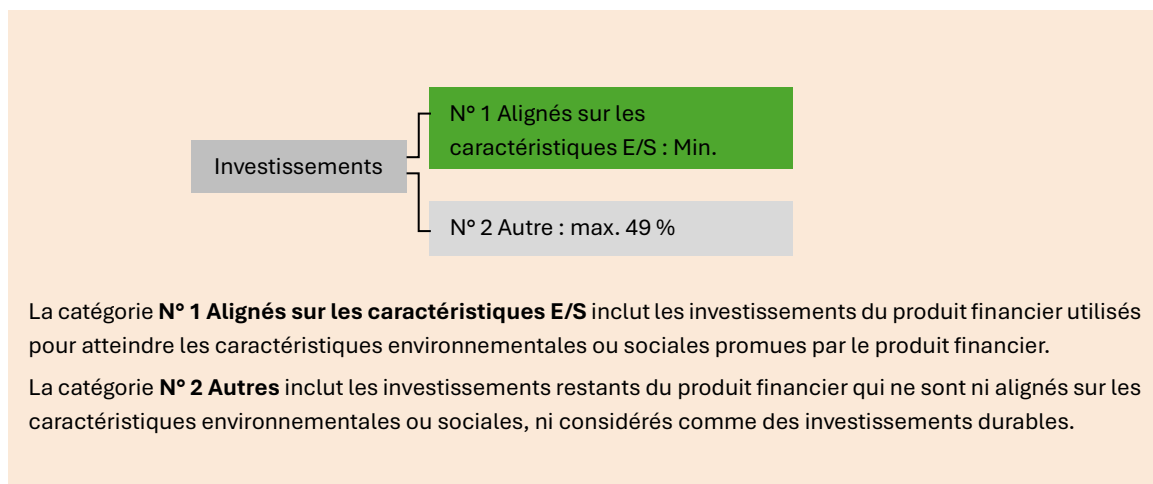 N° 1 Alignés sur les
caractéristiques E/S : Min.
Investissements
N° 2 Autre : max. 49 %
La catégorie N° 1 Alignés sur les caractéristiques E/S inclut les investissements du produit financier utilisés
pour atteindre les caractéristiques environnementales ou sociales promues par le produit financier.
La catégorie N° 2 Autres inclut les investissements restants du produit financier qui ne sont ni alignés sur les
caractéristiques environnementales ou sociales, ni considérés comme des investissements durables.